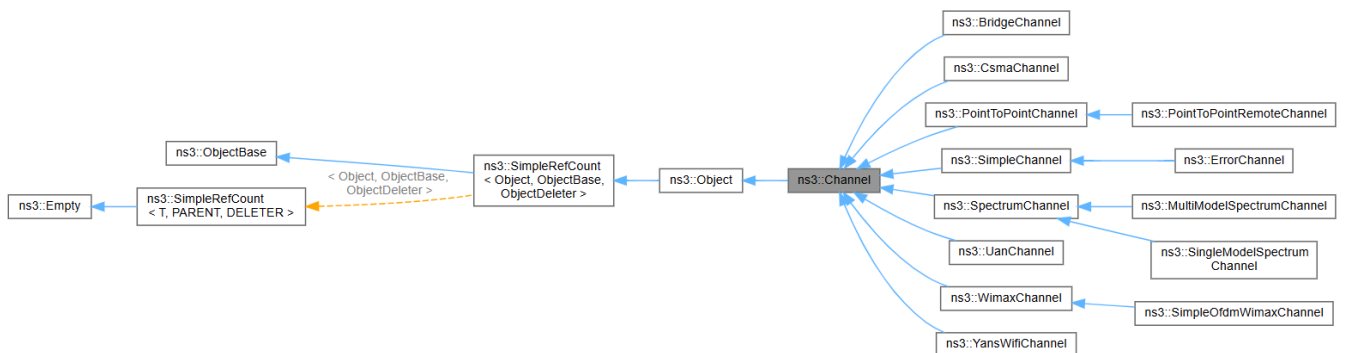 ns3::Empty
ns3::ObjectBase
ns3::SimpleRefCount
< T, PARENT, DELETER >
< Object, ObjectBase,
ObjectDeleter >
ns3::SimpleRefCount
< Object, ObjectBase,
ObjectDeleter >
ns3::Object
ns3::Channel
ns3::BridgeChannel
ns3::CsmaChannel
ns3::PointToPointChannel
ns3::PointToPointRemoteChannel
ns3::SimpleChannel
ns3::ErrorChannel
ns3::SpectrumChannel
ns3::MultiModelSpectrumChannel
ns3::SingleModelSpectrum
Channel
ns3::UanChannel
ns3::WimaxChannel
ns3::SimpleOfdmWimaxChannel
ns3::YansWifiChannel